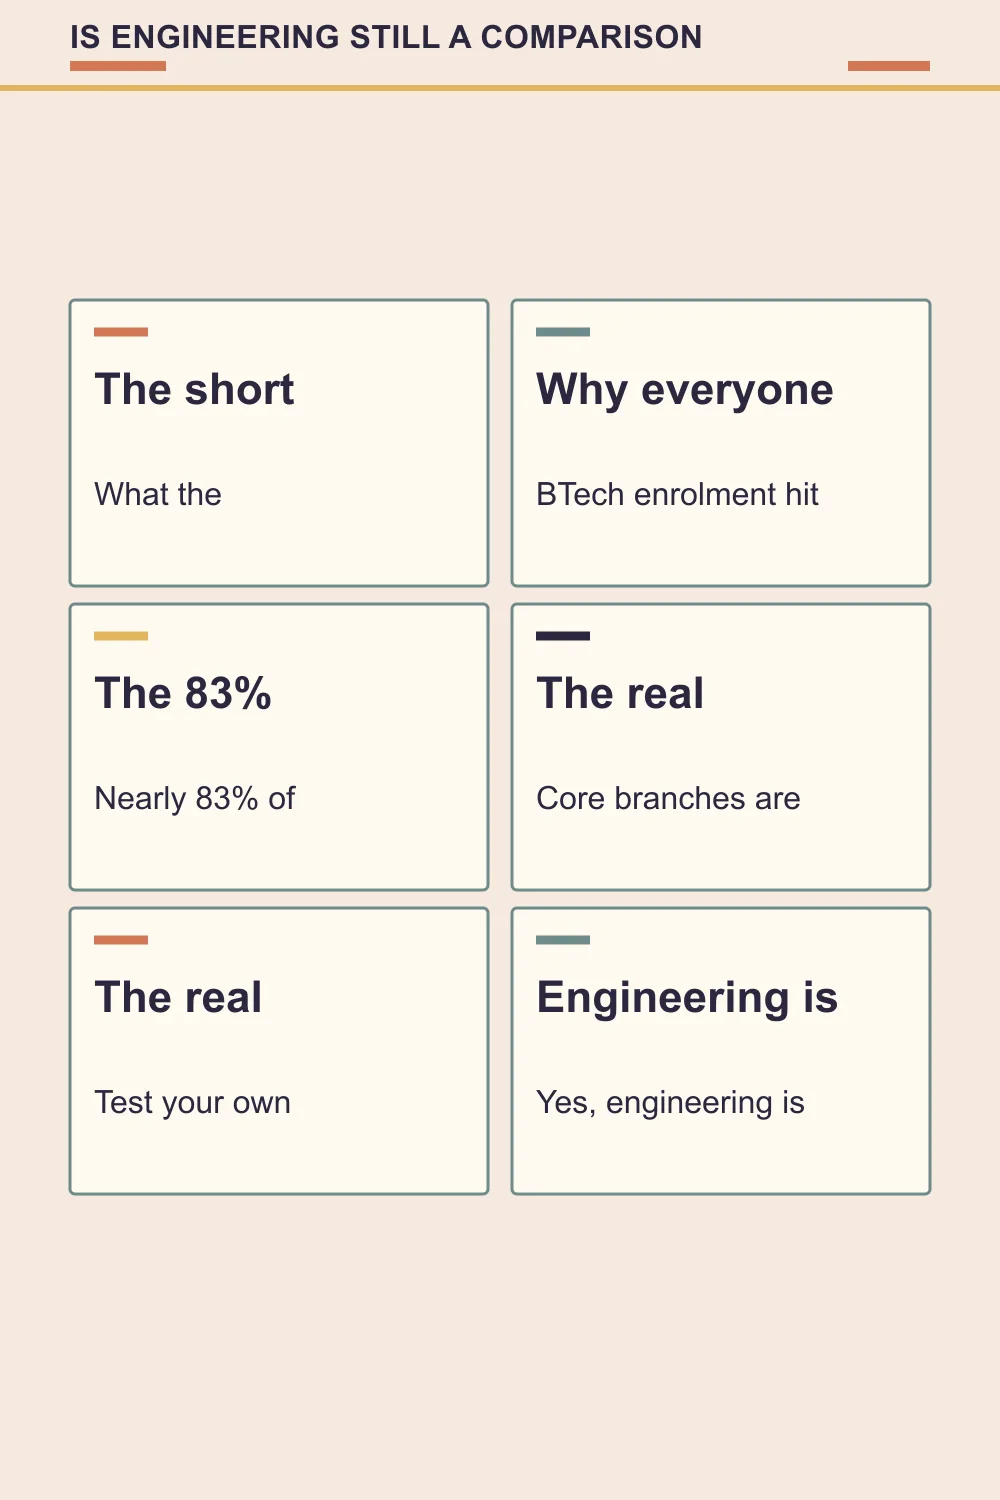 IS ENGINEERING STILL A COMPARISON
The short
What the
Why everyone
BTech enrolment hit
The 83%
Nearly 83% of
The real
Core branches are
The real
Test your own
Engineering is
Yes, engineering is